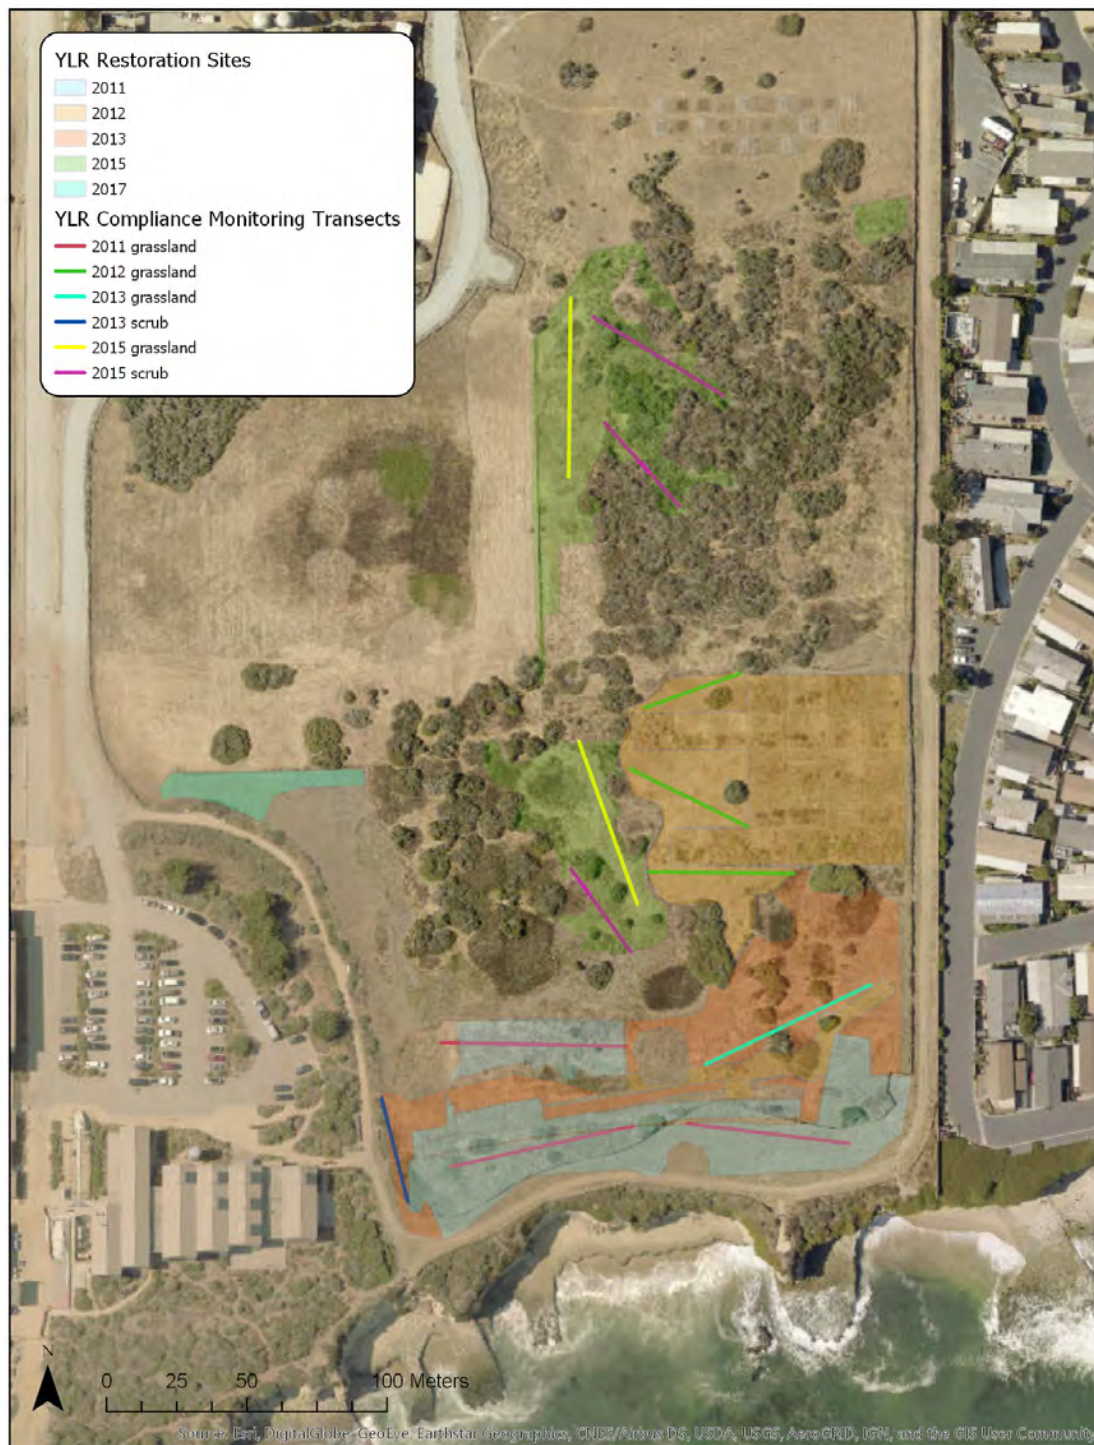 YLR Restoration Sites
2011
2012
2013
2015
2017
YLR Compliance Monitoring Transects
2011 grassland
2012 grassland
2013 grassland
2013 scrub
2015 grassland
2015 scrub
N
0 25 50 100 Meters
Source: Esri, DigitalGlobe, GeoEye, Earthstar Geographics, CNES/Airbus DS, USDA, USGS, AeroGRID, IGN, and the GIS User Community